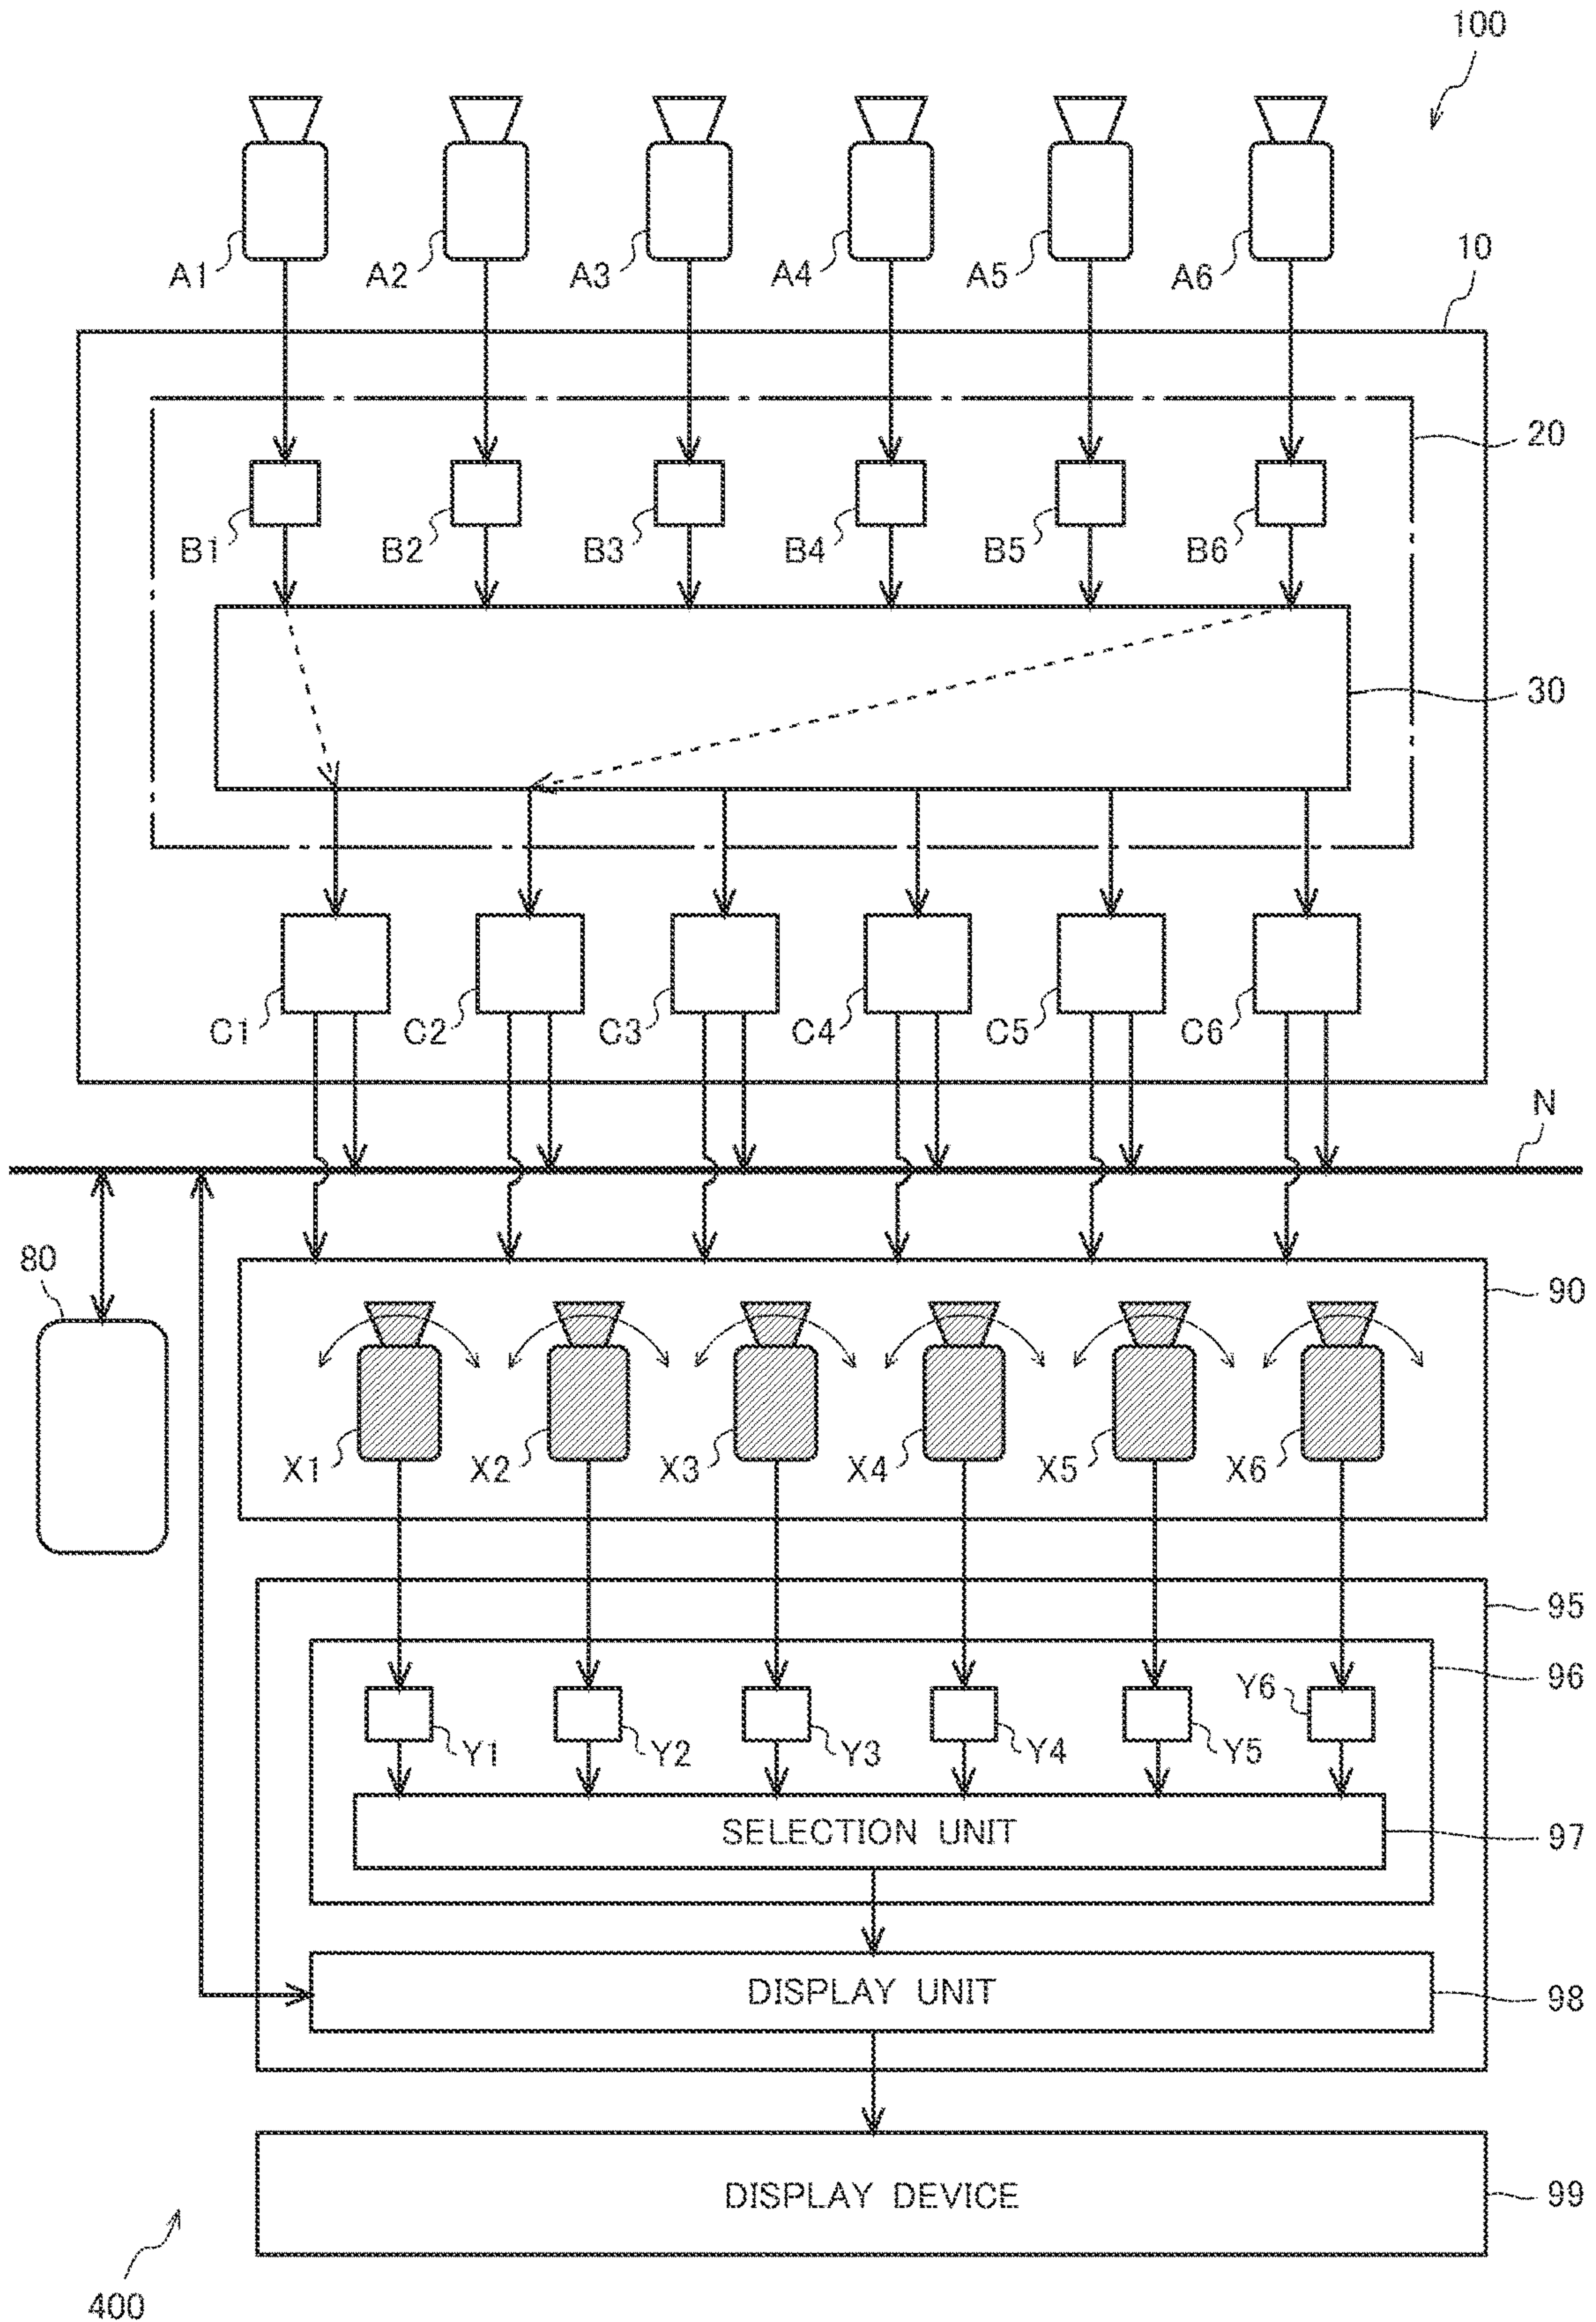 100
A1 A2 A3 A4 A5 A6
10
20
B1 B2 B3 B4 B5 B6
30
C1 C2 C3 C4 C5 C6
N
80
90
X1 X2 X3 X4 X5 X6
95
96
Y6
Y1 Y2 Y3 Y4 Y5
SELECTION UNIT
97
DISPLAY UNIT
98
DISPLAY DEVICE
99
400